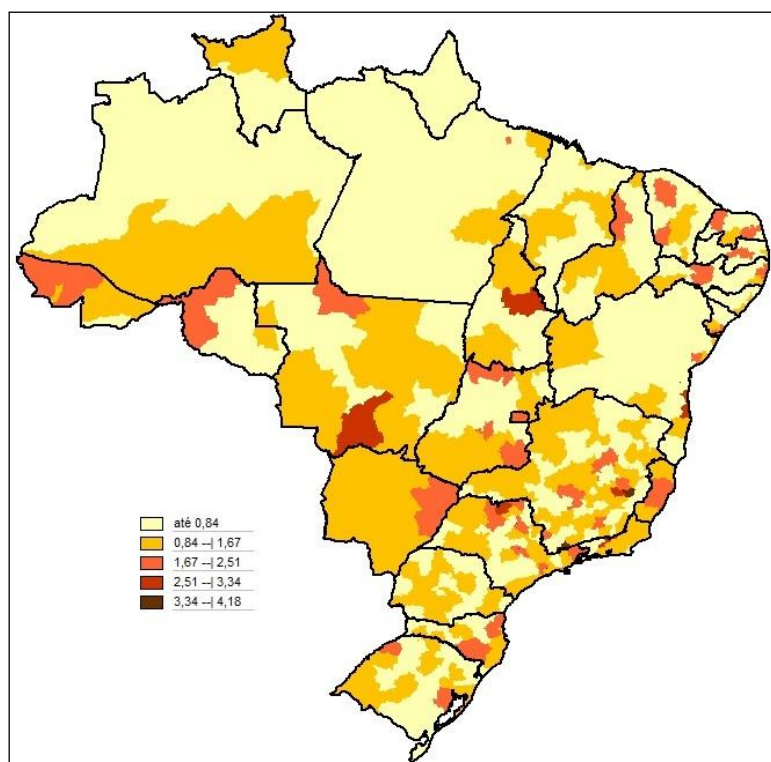 até 0,84
0,84 --| 1,67
1,67 --| 2,51
2,51 --| 3,34
3,34 --| 4,18